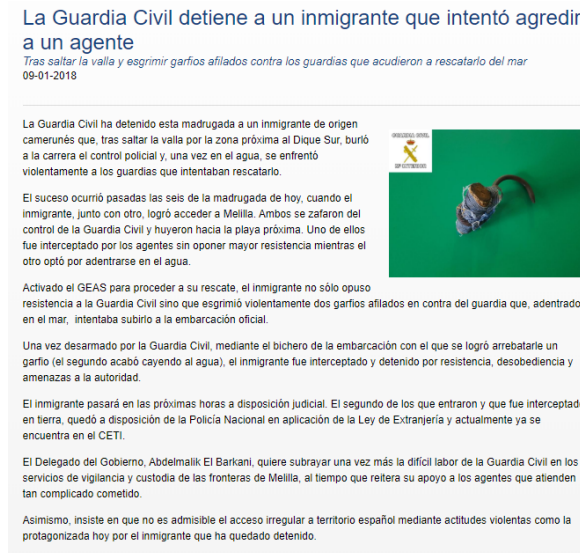 La Guardia Civil detiene a un inmigrante que intentó agredir
a un agente
Tras saltar la valla y esgrimir garfios afilados contra los guardias que acudieron a rescatarlo del mar
09-01-2018
La Guardia Civil ha detenido esta madrugada a un inmigrante de origen
camerunés que, tras saltar la valla por la zona próxima al Dique Sur, burló
a la carrera el control policial y, una vez en el agua, se enfrentó
violentamente a los guardias que intentaban rescatarlo.
GUARDIA CIVIL
Mº INTERIOR
El suceso ocurrió pasadas las seis de la madrugada de hoy, cuando el
inmigrante, junto con otro, logró acceder a Melilla. Ambos se zafaron del
control de la Guardia Civil y huyeron hacia la playa próxima. Uno de ellos
fue interceptado por los agentes sin oponer mayor resistencia mientras el
otro optó por adentrarse en el agua.
Activado el GEAS para proceder a su rescate, el inmigrante no sólo opuso
resistencia a la Guardia Civil sino que esgrimió violentamente dos garfios afilados en contra del guardia que, adentrado
en el mar, intentaba subirlo a la embarcación oficial.
Una vez desarmado por la Guardia Civil, mediante el bichero de la embarcación con el que se logró arrebatarle un
garfio (el segundo acabó cayendo al agua), el inmigrante fue interceptado y detenido por resistencia, desobediencia y
amenazas a la autoridad.
El inmigrante pasará en las próximas horas a disposición judicial. El segundo de los que entraron y que fue interceptado
en tierra, quedó a disposición de la Policía Nacional en aplicación de la Ley de Extranjería y actualmente ya se
encuentra en el CETI.
El Delegado del Gobierno, Abdelmalik El Barkani, quiere subrayar una vez más la difícil labor de la Guardia Civil en los
servicios de vigilancia y custodia de las fronteras de Melilla, al tiempo que reitera su apoyo a los agentes que atienden
tan complicado cometido.
Asimismo, insiste en que no es admisible el acceso irregular a territorio español mediante actitudes violentas como la
protagonizada hoy por el inmigrante que ha quedado detenido.